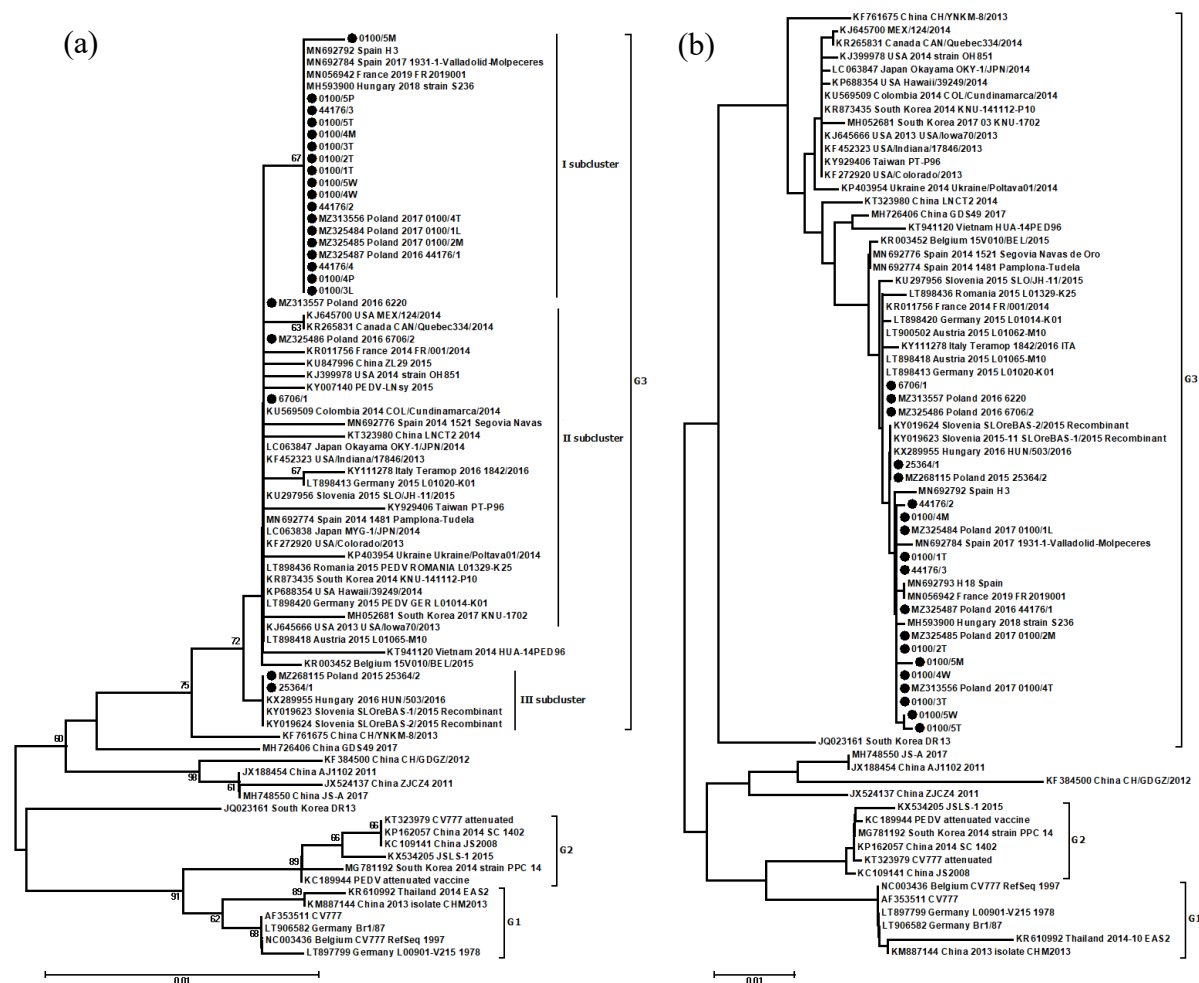 (a)
0100/5M
MN692792 Spain H3
MN692784 Spain 2017 1931-1-Valladolid-Molpeceres
MN056942 France 2019 FR2019001
MH593900 Hungary 2018 strain S236
0100/5P
44176/3
0100/5T
0100/4M
0100/3T
67
0100/2T
I subcluster
0100/1T
0100/5W
0100/4W
44176/2
MZ313556 Poland 2017 0100/4T
MZ325484 Poland 2017 0100/1L
MZ325485 Poland 2017 0100/2M
MZ325487 Poland 2016 44176/1
44176/4
0100/4P
0100/3L
MZ313557 Poland 2016 6220
KJ645700 USA MEX/124/2014
63
KR265831 Canada CAN/Quebec334/2014
MZ325486 Poland 2016 6706/2
KR011756 France 2014 FR/001/2014
KU847996 China ZL29 2015
KJ399978 USA 2014 strain OH851
G3
KY007140 PEDV-LNsy 2015
6706/1
KU569509 Colombia 2014 COL/Cundinamarca/2014
MN692776 Spain 2014 1521 Segovia Navas
KT323980 China LNCT2 2014
II subcluster
LC063847 Japan Okayama OKY-1/JPN/2014
KF452323 USA/Indiana/17846/2013
67
KY111278 Italy Teramop 2016 1842/2016
LT898413 Germany 2015 L01020-K01
KU297956 Slovenia 2015 SLO/JH-11/2015
KY929406 Taiwan PT-P96
MN692774 Spain 2014 1481 Pamplona-Tudela
LC063838 Japan MYG-1/JPN/2014
KF272920 USA/Colorado/2013
KP403954 Ukraine Ukraine/Poltava01/2014
LT898436 Romania 2015 PEDV ROMANIA L01329-K25
KR873435 South Korea 2014 KNU-141112-P10
KP688354 USA Hawaii/39249/2014
LT898420 Germany 2015 PEDV GER L01014-K01
MH052681 South Korea 2017 KNU-1702
KJ645666 USA 2013 USA/Iowa70/2013
72
LT898418 Austria 2015 L01065-M10
KT941120 Vietnam 2014 HUA-14PED96
KR003452 Belgium 15V010/BEL/2015
MZ268115 Poland 2015 25364/2
75
25364/1
KX289955 Hungary 2016 HUN/503/2016
III subcluster
KY019623 Slovenia SLOreBAS-1/2015 Recombinant
KY019624 Slovenia SLOreBAS-2/2015 Recombinant
KF761675 China CH/YNKM-8/2013
60
MH726406 China GDS49 2017
KF384500 China CH/GDGZ/2012
98
JX188454 China AJ1102 2011
61
JX524137 China ZJCZ4 2011
MH748550 China JS-A 2017
JQ023161 South Korea DR13
KT323979 CV777 attenuated
66
KP162057 China 2014 SC 1402
66
KC109141 China JS2008
KX534205 JSLS-1 2015
89
MG781192 South Korea 2014 strain PPC 14
G2
KC189944 PEDV attenuated vaccine
91
89
KR610992 Thailand 2014 EAS2
KM887144 China 2013 isolate CHM2013
62
AF353511 CV777
G1
68
LT906582 Germany Br1/87
NC003436 Belgium CV777 RefSeq 1997
LT897799 Germany L00901-V215 1978
0.01
(b)
KF761675 China CH/YNKM-8/2013
KJ645700 MEX/124/2014
KR265831 Canada CAN/Quebec334/2014
KJ399978 USA 2014 strain OH851
LC063847 Japan Okayama OKY-1/JPN/2014
KP688354 USA Hawaii/39249/2014
KU569509 Colombia 2014 COL/Cundinamarca/2014
KR873435 South Korea 2014 KNU-141112-P10
MH052681 South Korea 2017 03 KNU-1702
KJ645666 USA 2013 USA/Iowa70/2013
KF452323 USA/Indiana/17846/2013
KY929406 Taiwan PT-P96
KF272920 USA/Colorado/2013
KP403954 Ukraine 2014 Ukraine/Poltava01/2014
KT323980 China LNCT2 2014
MH726406 China GDS49 2017
KT941120 Vietnam HUA-14PED96
KR003452 Belgium 15V010/BEL/2015
MN692776 Spain 2014 1521 Segovia Navas de Oro
MN692774 Spain 2014 1481 Pamplona-Tudela
KU297956 Slovenia 2015 SLO/JH-11/2015
LT898436 Romania 2015 L01329-K25
KR011756 France 2014 FR/001/2014
LT898420 Germany 2015 L01014-K01
LT900502 Austria 2015 L01062-M10
KY111278 Italy Teramop 1842/2016 ITA
LT898418 Austria 2015 L01065-M10
LT898413 Germany 2015 L01020-K01
G3
6706/1
MZ313557 Poland 2016 6220
MZ325486 Poland 2016 6706/2
KY019624 Slovenia SLOreBAS-2/2015 Recombinant
KY019623 Slovenia 2015-11 SLOreBAS-1/2015 Recombinant
KX289955 Hungary 2016 HUN/503/2016
25364/1
MZ268115 Poland 2015 25364/2
MN692792 Spain H3
44176/2
0100/4M
MZ325484 Poland 2017 0100/1L
MN692784 Spain 2017 1931-1-Valladolid-Molpeceres
0100/1T
44176/3
MN692793 H18 Spain
MN056942 France 2019 FR2019001
MZ325487 Poland 2016 44176/1
MH593900 Hungary 2018 strain S236
MZ325485 Poland 2017 0100/2M
0100/2T
0100/5M
0100/4W
MZ313556 Poland 2017 0100/4T
0100/3T
0100/5W
0100/5T
JQ023161 South Korea DR13
MH748550 JS-A 2017
JX188454 China AJ1102 2011
KF384500 China CH/GDGZ/2012
JX524137 China ZJCZ4 2011
KX534205 JSLS-1 2015
KC189944 PEDV attenuated vaccine
MG781192 South Korea 2014 strain PPC 14
G2
KP162057 China 2014 SC 1402
KT323979 CV777 attenuated
KC109141 China JS2008
NC003436 Belgium CV777 RefSeq 1997
AF353511 CV777
LT897799 Germany L00901-V215 1978
G1
LT906582 Germany Br1/87
KR610992 Thailand 2014-10 EAS2
KM887144 China 2013 isolate CHM2013
0.01